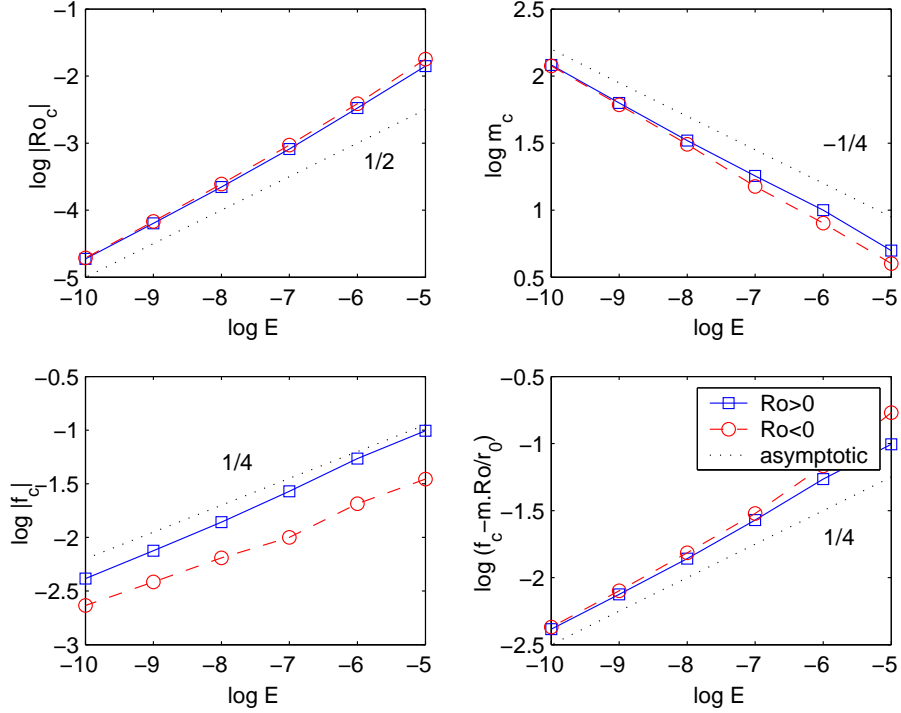 −1
−2
−3
−4
−5
log |Ro_c|
1/2
−10 −9 −8 −7 −6 −5
log E
2.5
2
1.5
1
0.5
log m_c
−1/4
−10 −9 −8 −7 −6 −5
log E
−0.5
−1
−1.5
−2
−2.5
−3
log |f_c|
1/4
−10 −9 −8 −7 −6 −5
log E
−0.5
−1
−1.5
−2
−2.5
log (f_c−m.Ro/r_0)
Ro>0
Ro<0
asymptotic
1/4
−10 −9 −8 −7 −6 −5
log E